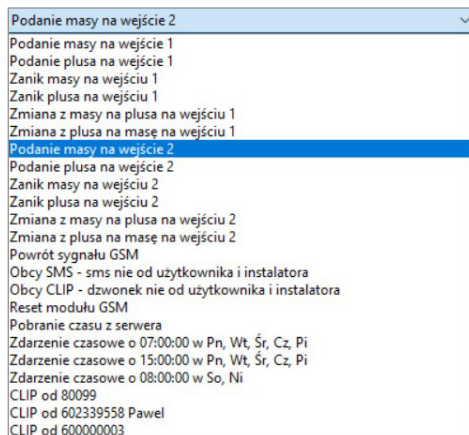 Podanie masy na wejście 2
Podanie masy na wejście 1
Podanie plusa na wejście 1
Zanik masy na wejściu 1
Zanik plusa na wejściu 1
Zmiana z masy na plusa na wejściu 1
Zmiana z plusa na masę na wejściu 1
Podanie masy na wejście 2
Podanie plusa na wejście 2
Zanik masy na wejściu 2
Zanik plusa na wejściu 2
Zmiana z masy na plusa na wejściu 2
Zmiana z plusa na masę na wejściu 2
Powrót sygnału GSM
Obcy SMS - sms nie od użytkownika i instalatora
Obcy CLIP - dzwonek nie od użytkownika i instalatora
Reset modułu GSM
Pobranie czasu z serwera
Zdarzenie czasowe o 07:00:00 w Pn, Wt, Śr, Cz, Pi
Zdarzenie czasowe o 15:00:00 w Pn, Wt, Śr, Cz, Pi
Zdarzenie czasowe o 08:00:00 w So, Ni
CLIP od 80099
CLIP od 602339558 Pawel
CLIP od 600000003